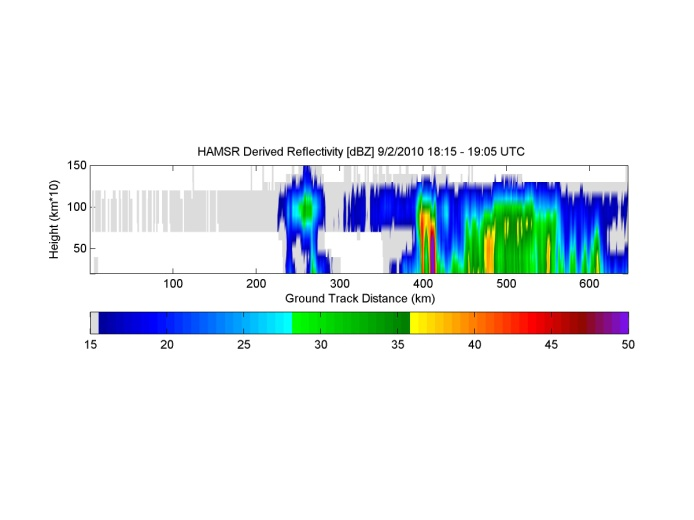 HAMSR Derived Reflectivity [dBZ] 9/2/2010 18:15 - 19:05 UTC
150
100
50
Height (km*10)
100 200 300 400 500 600
Ground Track Distance (km)
15 20 25 30 35 40 45 50